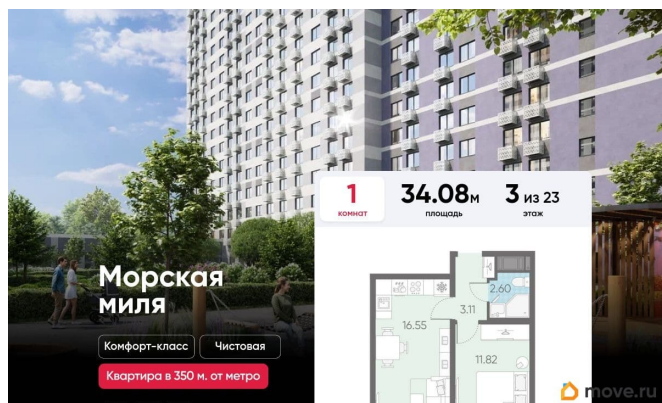 1
комнат
34.08м
площадь
3 из 23
этаж
Морская
миля
Комфорт-класс
Чистовая
Квартира в 350 м. от метро
2.60
3.11
16.55
11.82
move.ru